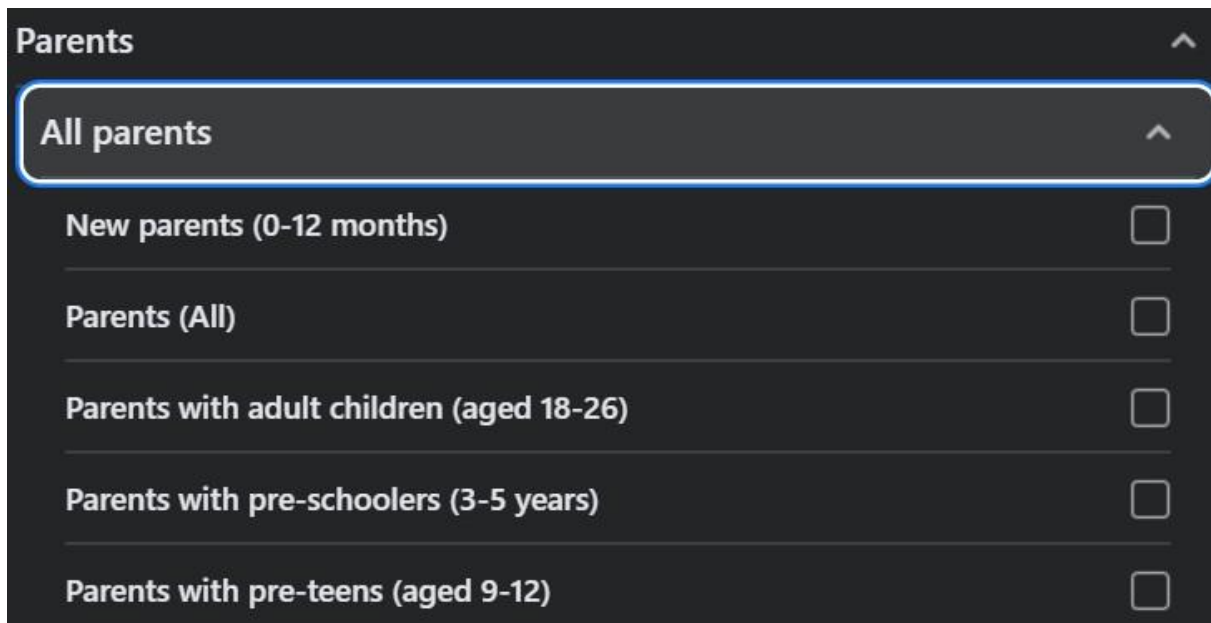 Parents
All parents
New parents (0-12 months)
Parents (All)
Parents with adult children (aged 18-26)
Parents with pre-schoolers (3-5 years)
Parents with pre-teens (aged 9-12)